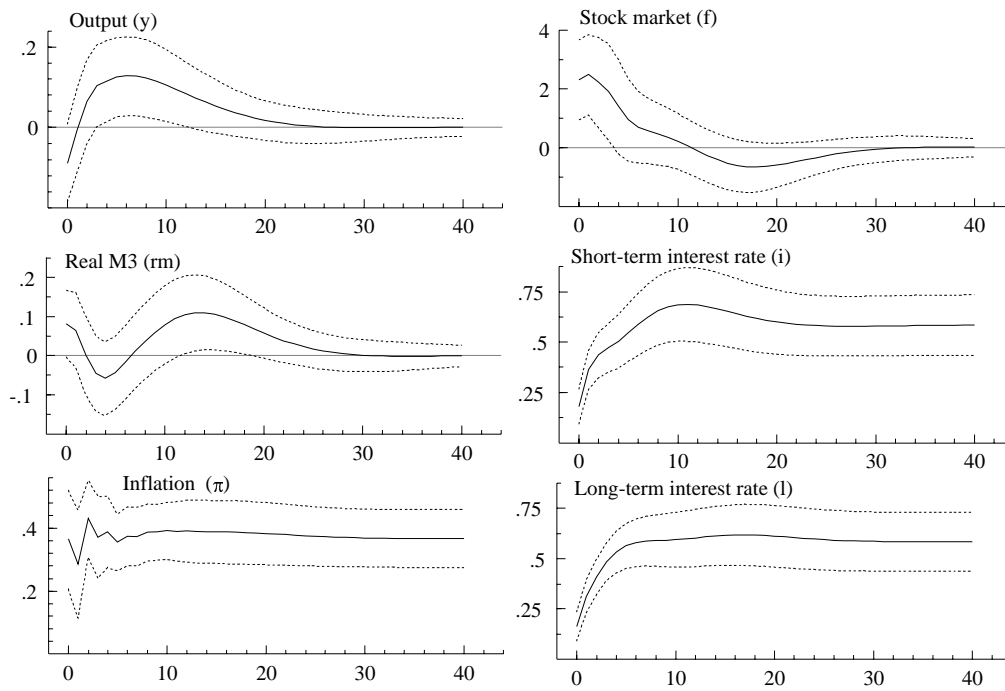 Output (y)
.2
0
0 10 20 30 40
Stock market (f)
4
2
0
0 10 20 30 40
Real M3 (rm)
.2
.1
0
-.1
0 10 20 30 40
Short-term interest rate (i)
.75
.5
.25
0 10 20 30 40
Inflation (π)
.4
.2
0 10 20 30 40
Long-term interest rate (l)
.75
.5
.25
0 10 20 30 40